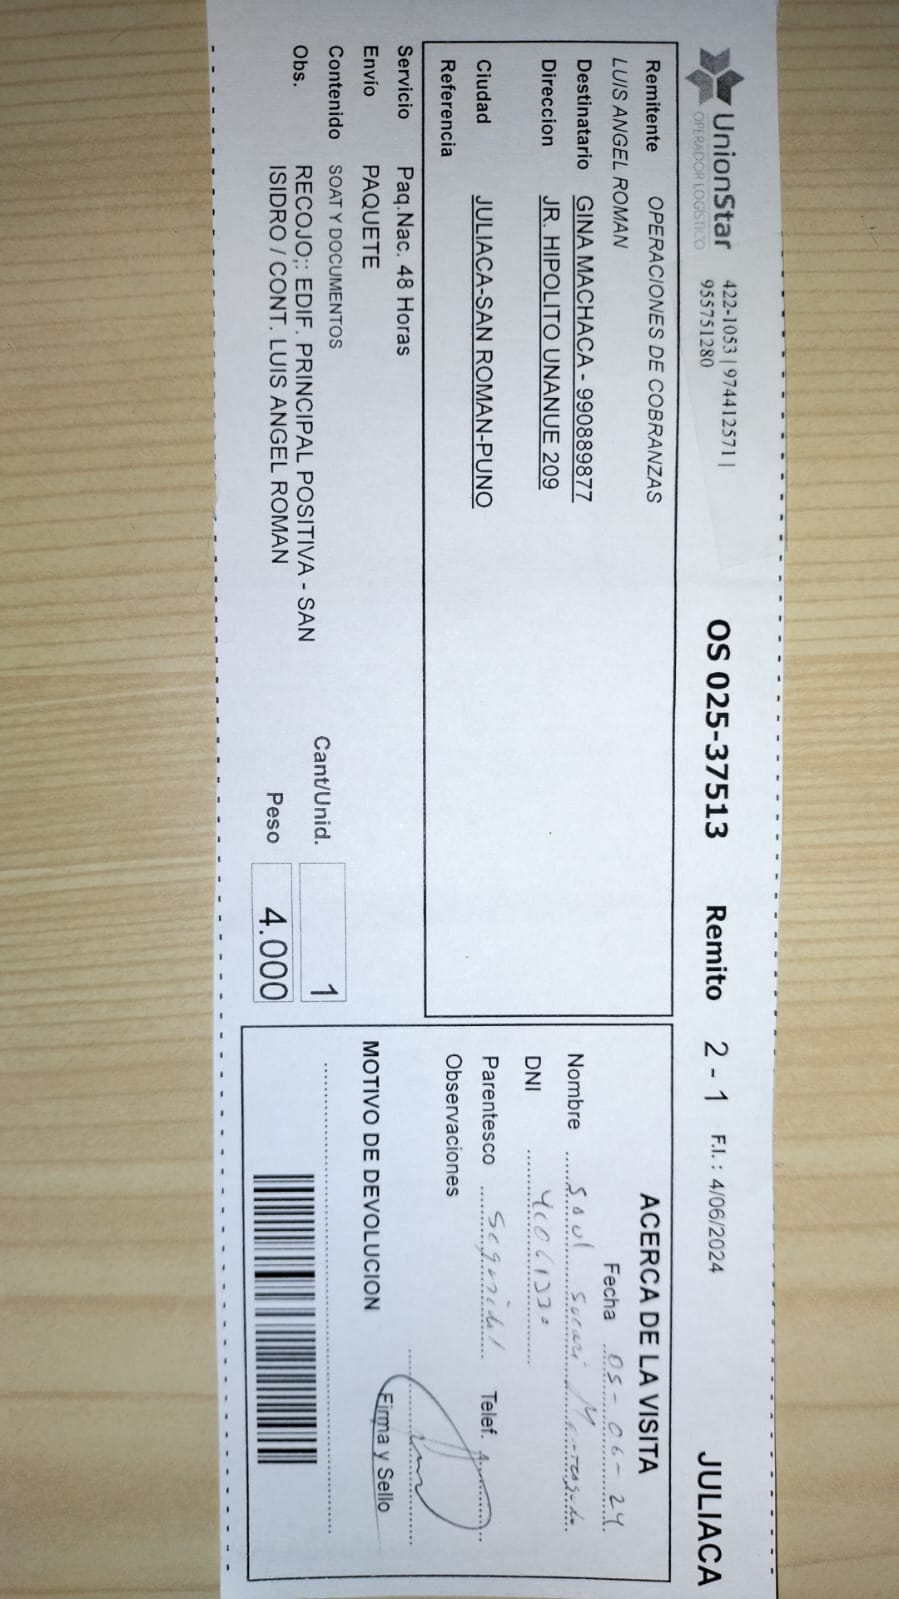 UnionStar
OPERADOR LOGISTICO
422-1053 | 974412571 |
955751280
OS 025-37513 Remito 2 - 1 F.I. : 4/06/2024 JULIACA
Remitente OPERACIONES DE COBRANZAS
LUIS ANGEL ROMAN
Destinatario GINA MACHACA - 990889877
Direccion JR. HIPOLITO UNANUE 209
Ciudad JULIACA-SAN ROMAN-PUNO
Referencia
Servicio Paq.Nac. 48 Horas
Envio PAQUETE
Contenido SOAT Y DOCUMENTOS
Obs. RECOJO;: EDIF. PRINCIPAL POSITIVA - SAN
ISIDRO / CONT. LUIS ANGEL ROMAN
Cant/Unid. 1
Peso 4.000
ACERCA DE LA VISITA
Fecha 05-06-24.
Nombre Saul
DNI
Parentesco Telef.
Observaciones
Firma y Sello
MOTIVO DE DEVOLUCION